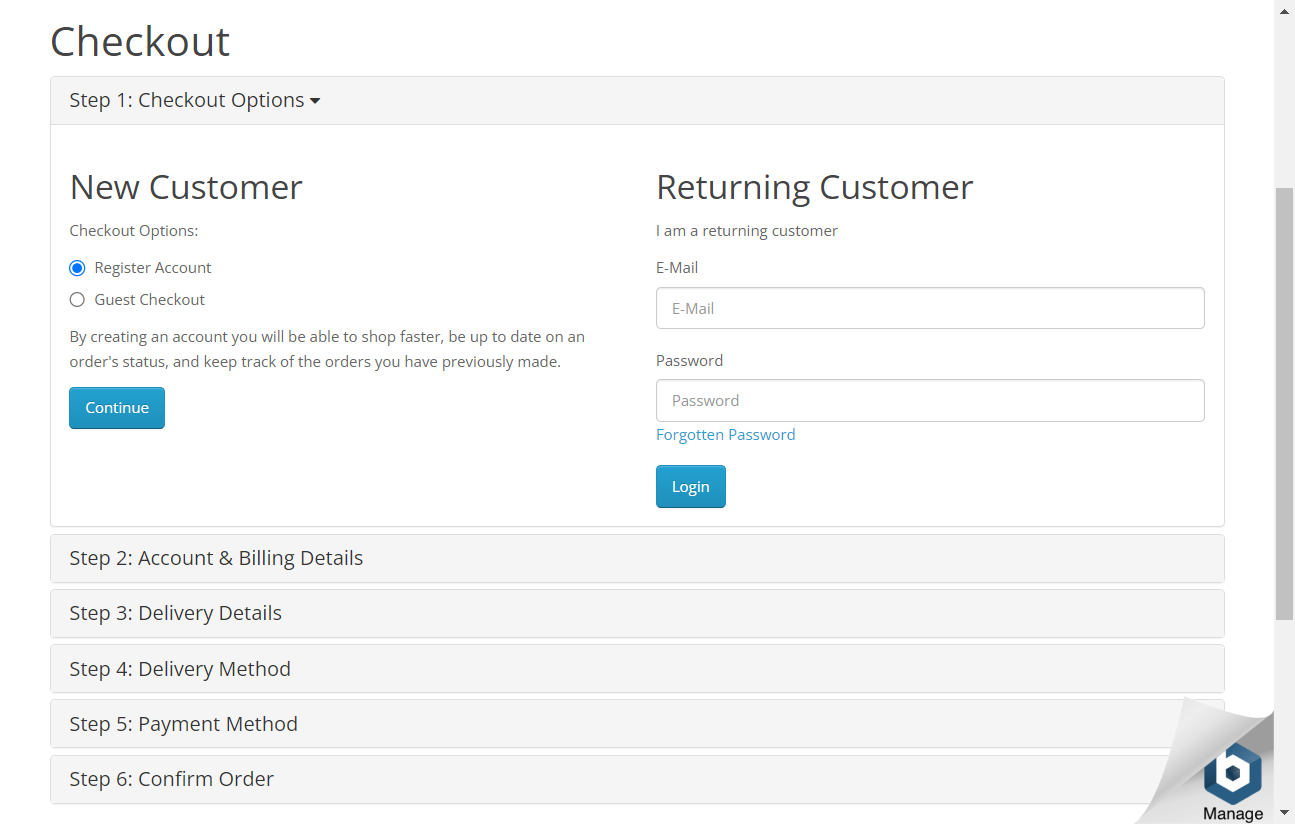 Checkout
Step 1: Checkout Options
New Customer
Checkout Options:
Register Account
Guest Checkout
By creating an account you will be able to shop faster, be up to date on an
order's status, and keep track of the orders you have previously made.
Continue
Returning Customer
I am a returning customer
E-Mail
E-Mail
Password
Password
Forgotten Password
Login
Step 2: Account & Billing Details
Step 3: Delivery Details
Step 4: Delivery Method
Step 5: Payment Method
Step 6: Confirm Order
b
Manage